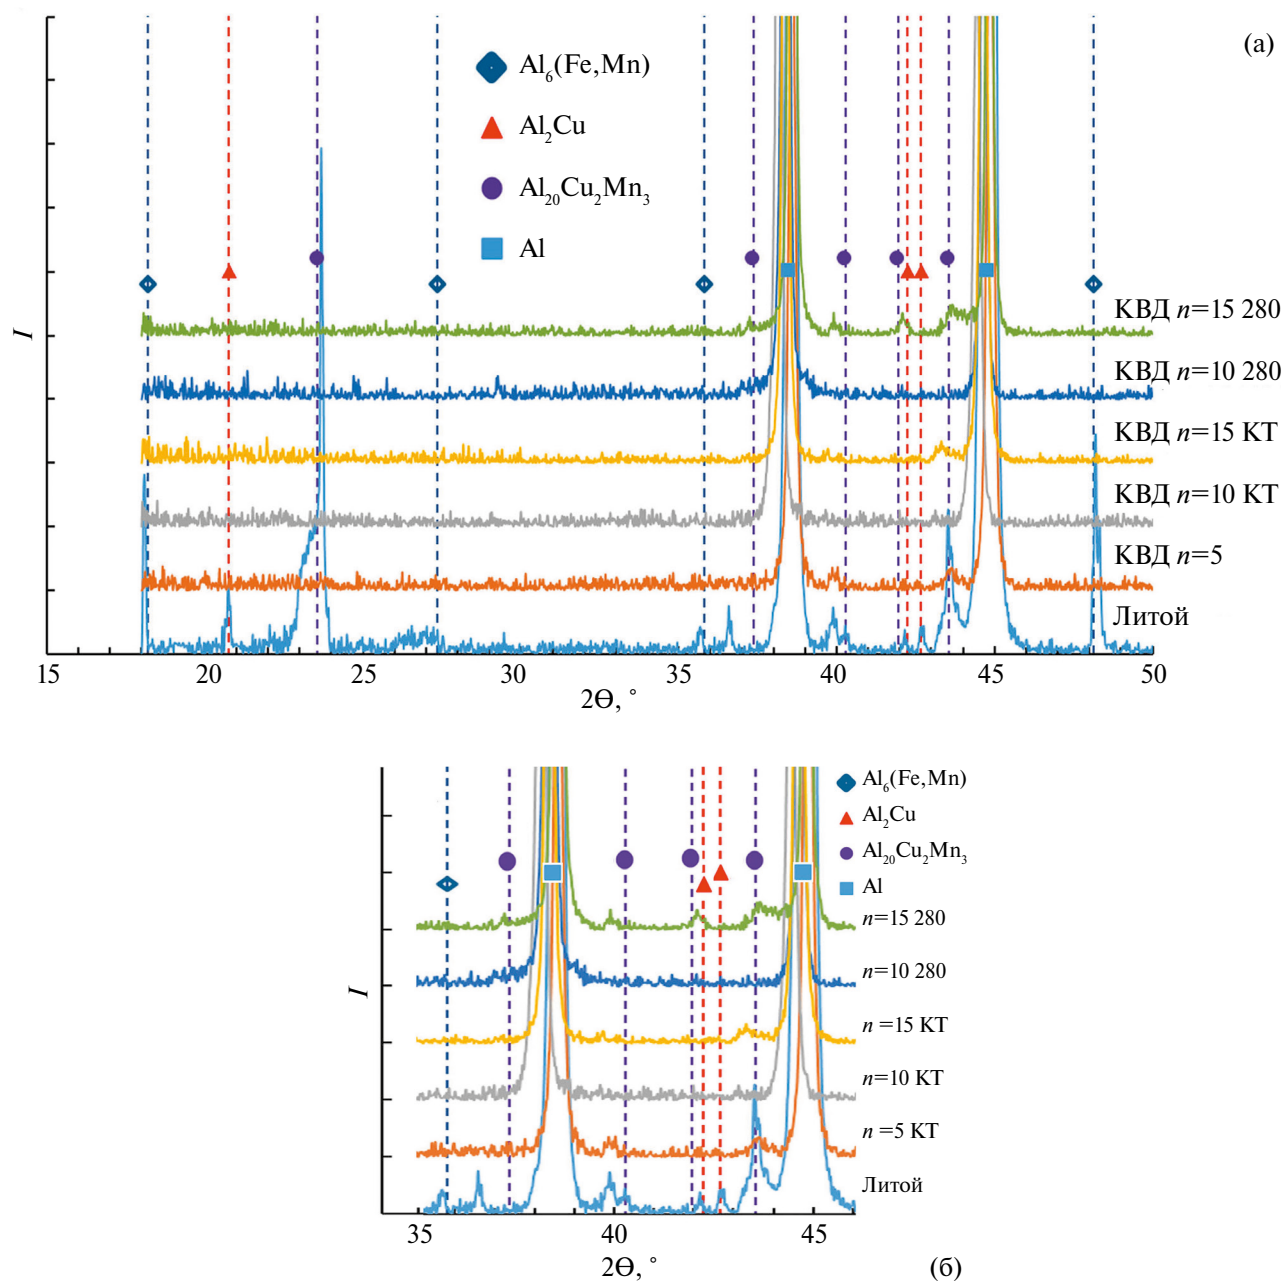 (а)
Al6(Fe,Mn)
Al2Cu
Al20Cu2Mn3
Al
I
КВД n=15 280
КВД n=10 280
КВД n=15 КТ
КВД n=10 КТ
КВД n=5
Литой
15 20 25 30 35 40 45 50
2Θ, °
Al6(Fe,Mn)
Al2Cu
Al20Cu2Mn3
Al
n=15 280
n=10 280
I
n =15 КТ
n=10 КТ
n =5 КТ
Литой
35 40 45
2Θ, °
(б)